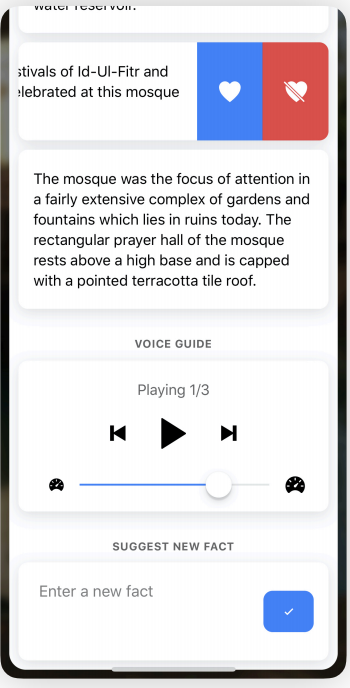 water reservoir.
stivals of Id-Ul-Fitr and
elebrated at this mosque
The mosque was the focus of attention in
a fairly extensive complex of gardens and
fountains which lies in ruins today. The
rectangular prayer hall of the mosque
rests above a high base and is capped
with a pointed terracotta tile roof.
VOICE GUIDE
Playing 1/3
SUGGEST NEW FACT
Enter a new fact